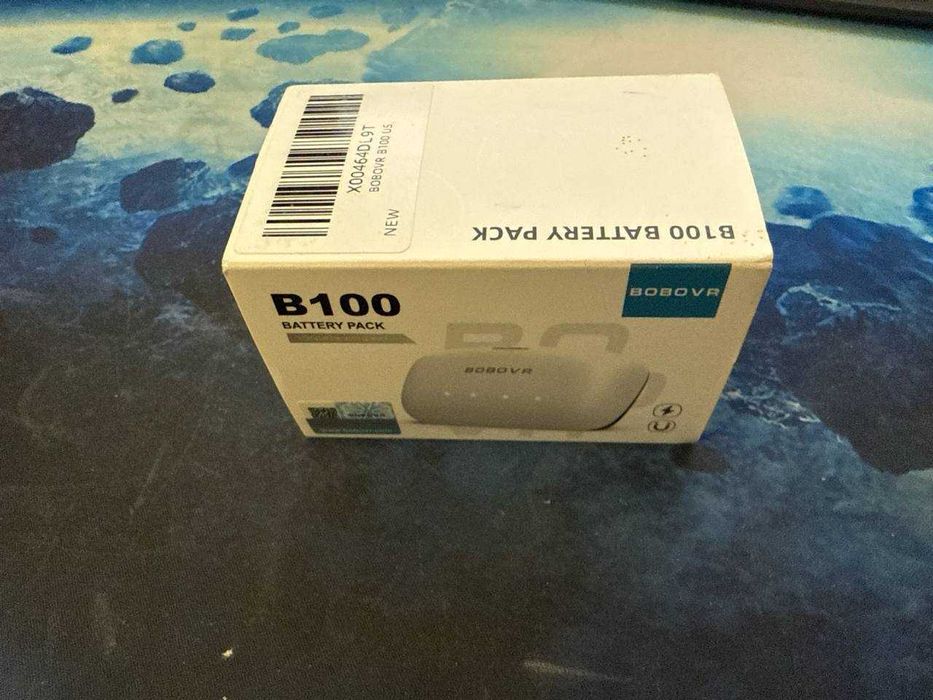 X00464DL9T
BOBOVR B100 US
NEW
B100 BATTERY PACK
B100
BATTERY PACK
BOBOVR
BOBOVR